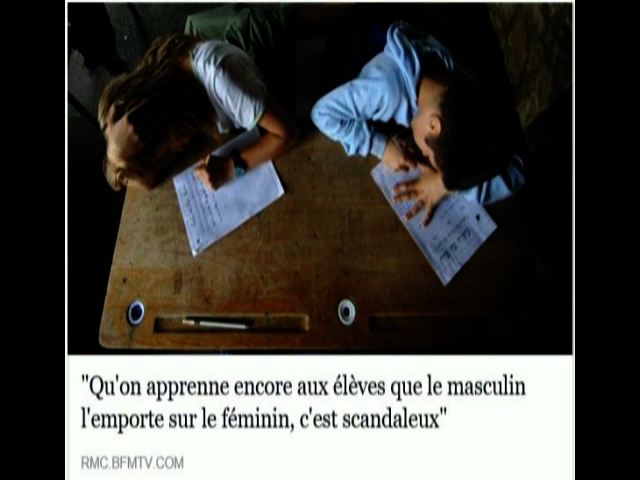 "Qu'on apprenne encore aux élèves que le masculin
l'emporte sur le féminin, c'est scandaleux"
RMC.BFMTV.COM